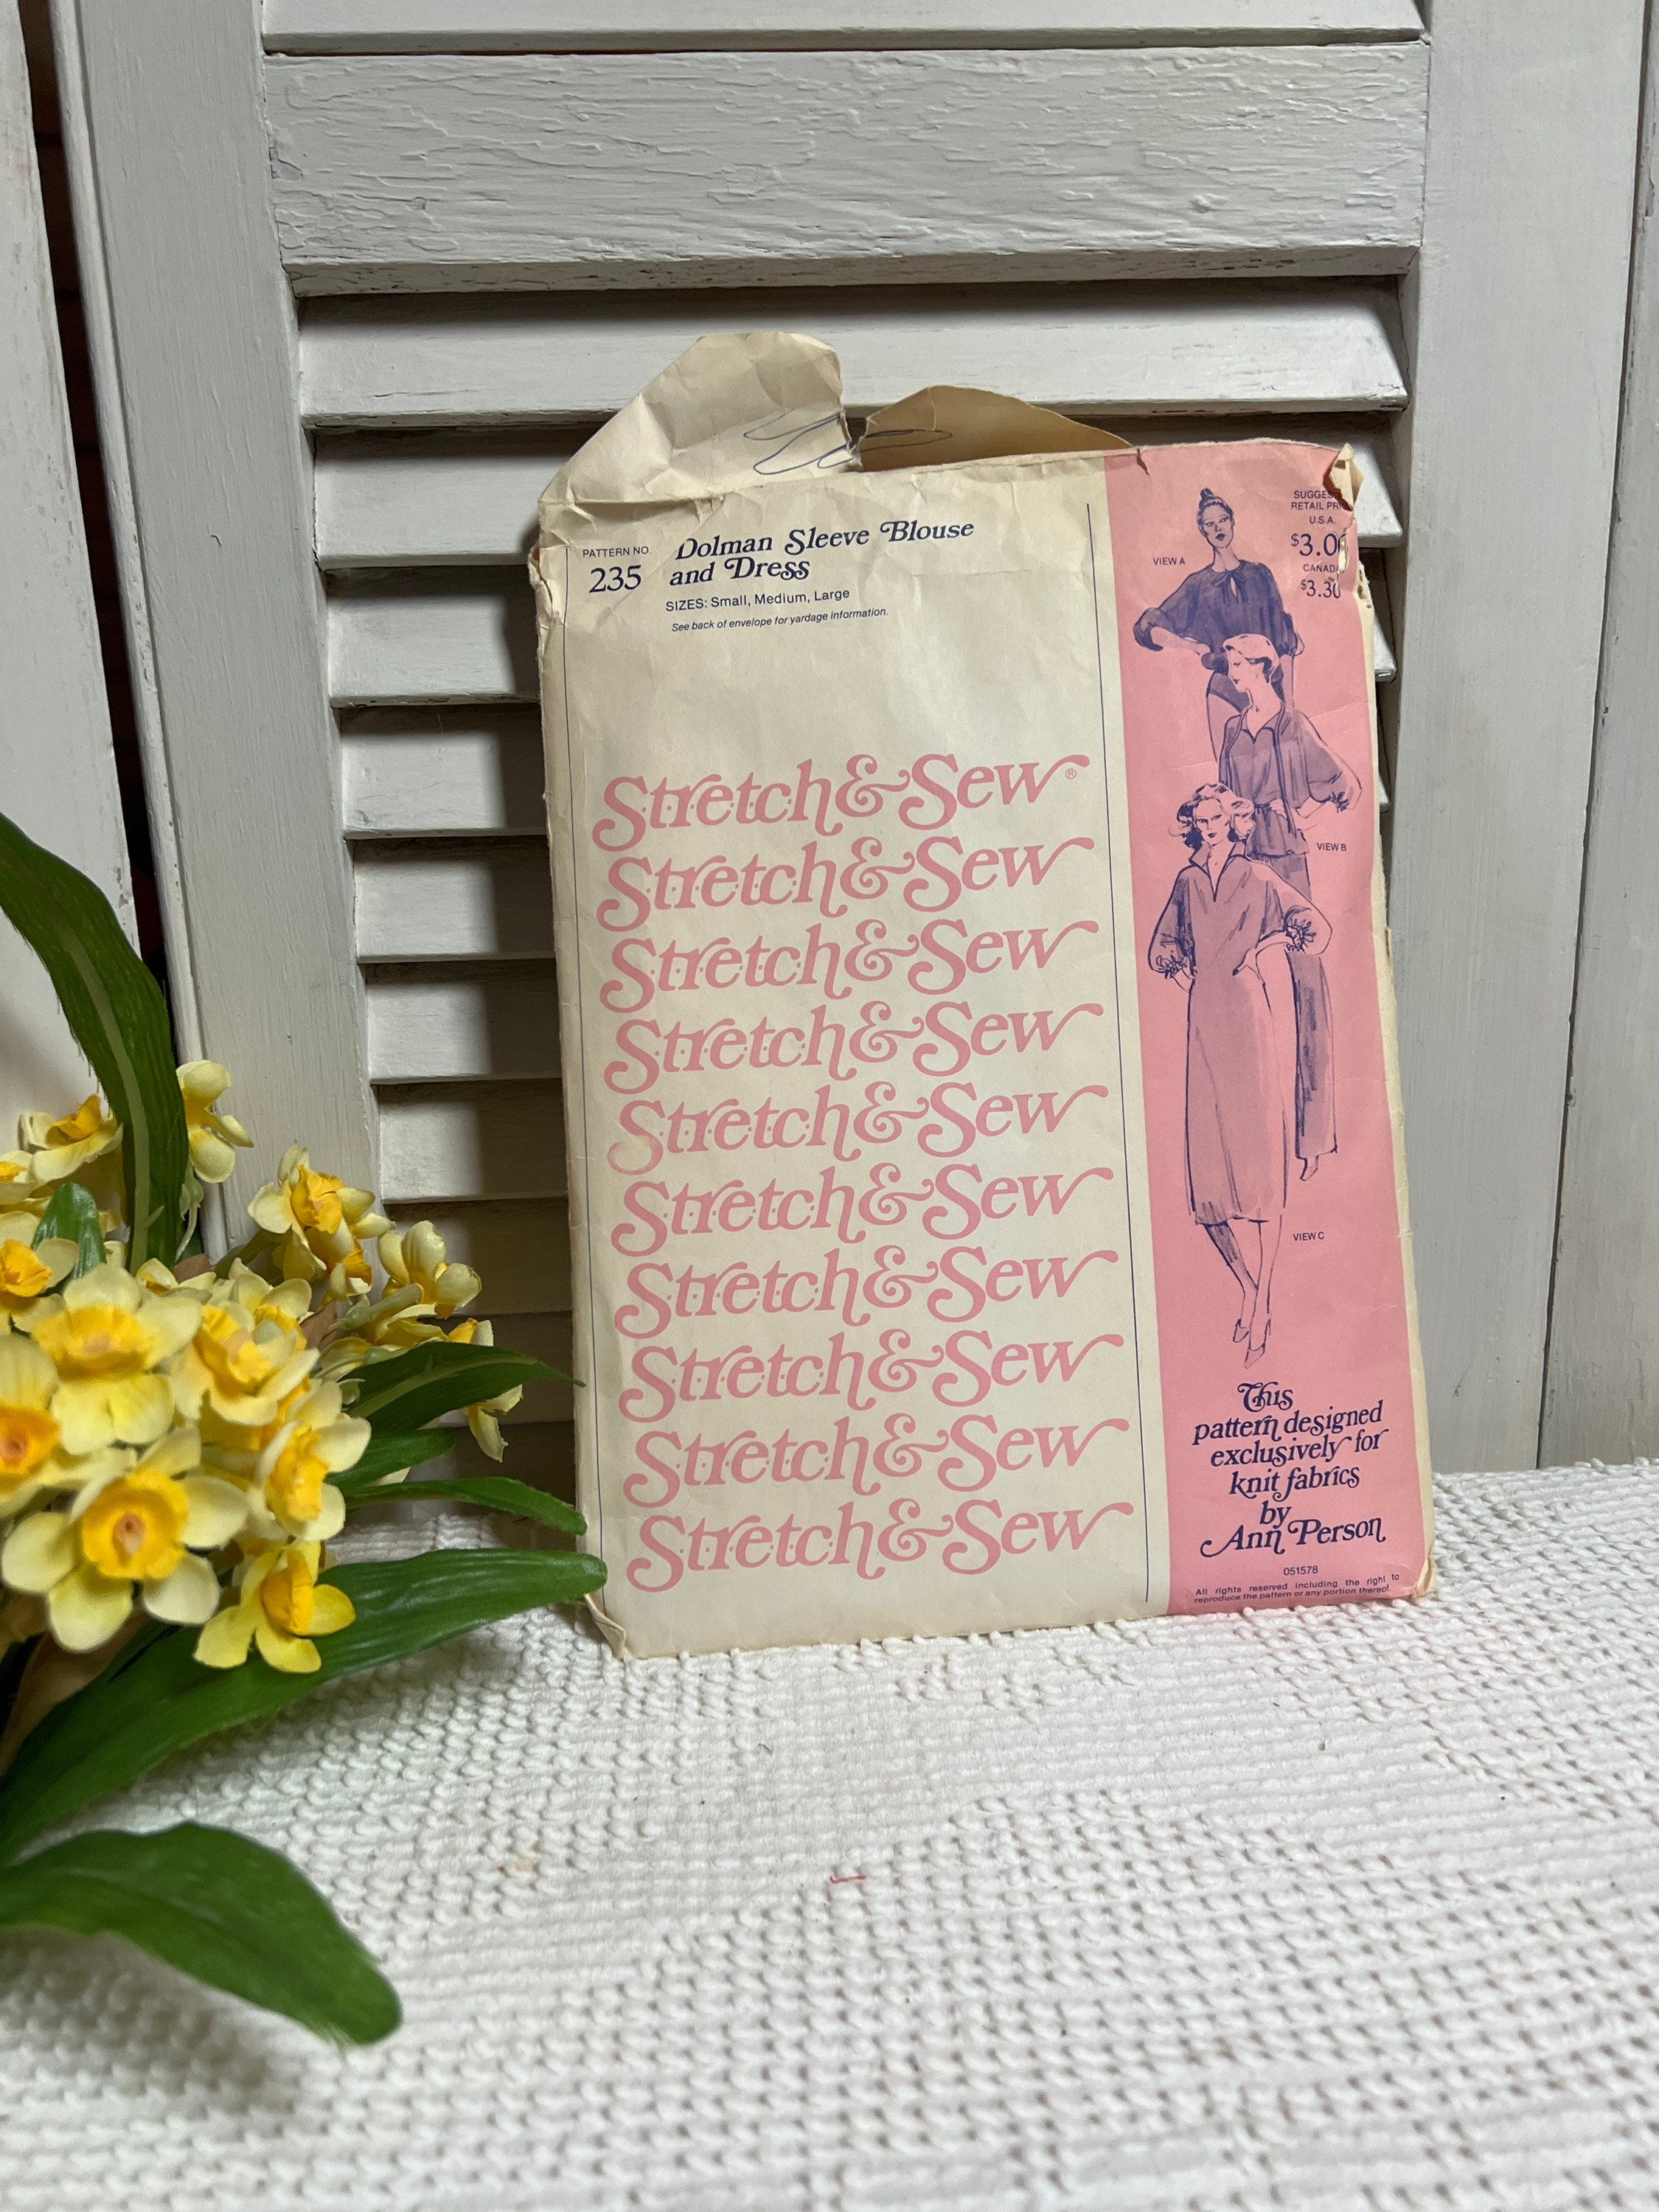 PATTERN NO.
235
Dolman Sleeve Blouse
and Dress
SIZES: Small, Medium, Large
See back of envelope for yardage information.
Stretch & Sew®
Stretch & Sew
Stretch & Sew
Stretch & Sew
Stretch & Sew
Stretch & Sew
Stretch & Sew
Stretch & Sew
Stretch & Sew
Stretch & Sew
RETAIL
U.S.A.
CANADA
$3.30
VIEW A
VIEW B
VIEW C
This
pattern designed
exclusively for
knit fabrics
by
Ann Person
051578
All rights reserved including the right to
reproduce the pattern or any portion thereof.